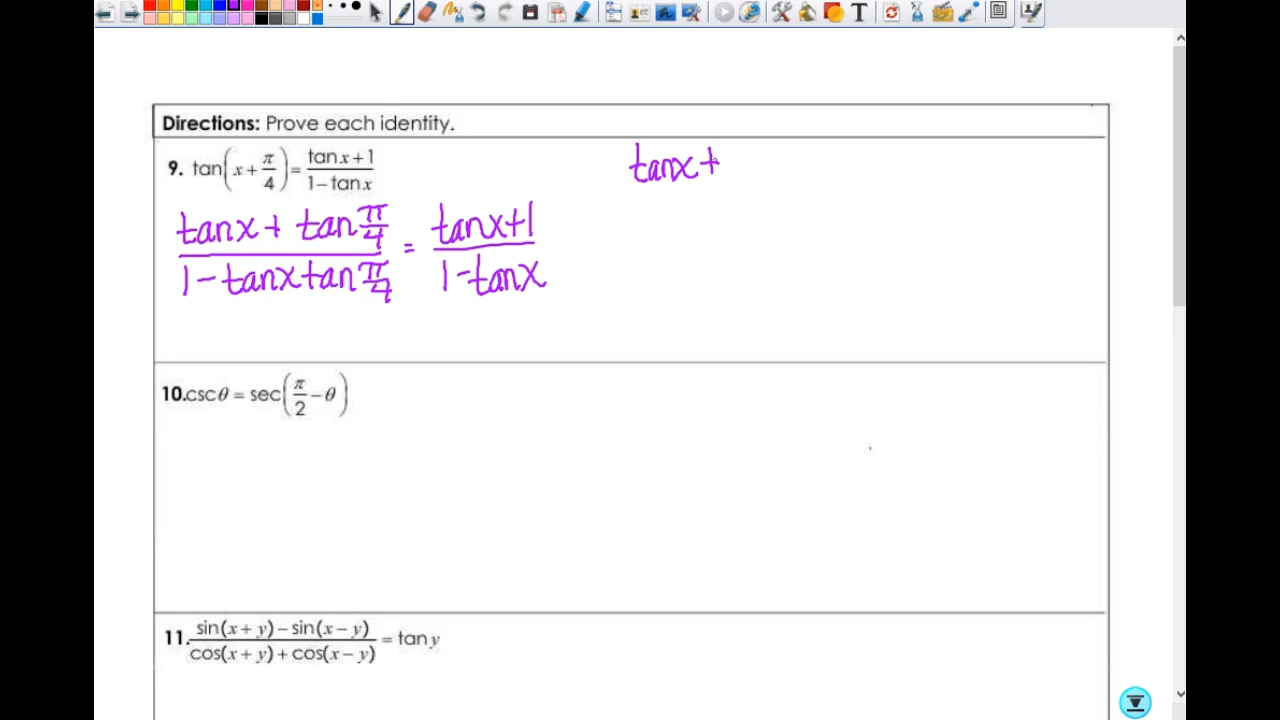 Directions: Prove each identity.
9. tan(x + π/4) = (tan x + 1)/(1 − tan x)
tanx +
(tanx + tan π/4)/(1 − tanx tan π/4) = (tanx+1)/(1 − tanx)
10. cscθ = sec(π/2 − θ)
11. (sin(x + y) − sin(x − y))/(cos(x + y) + cos(x − y)) = tan y